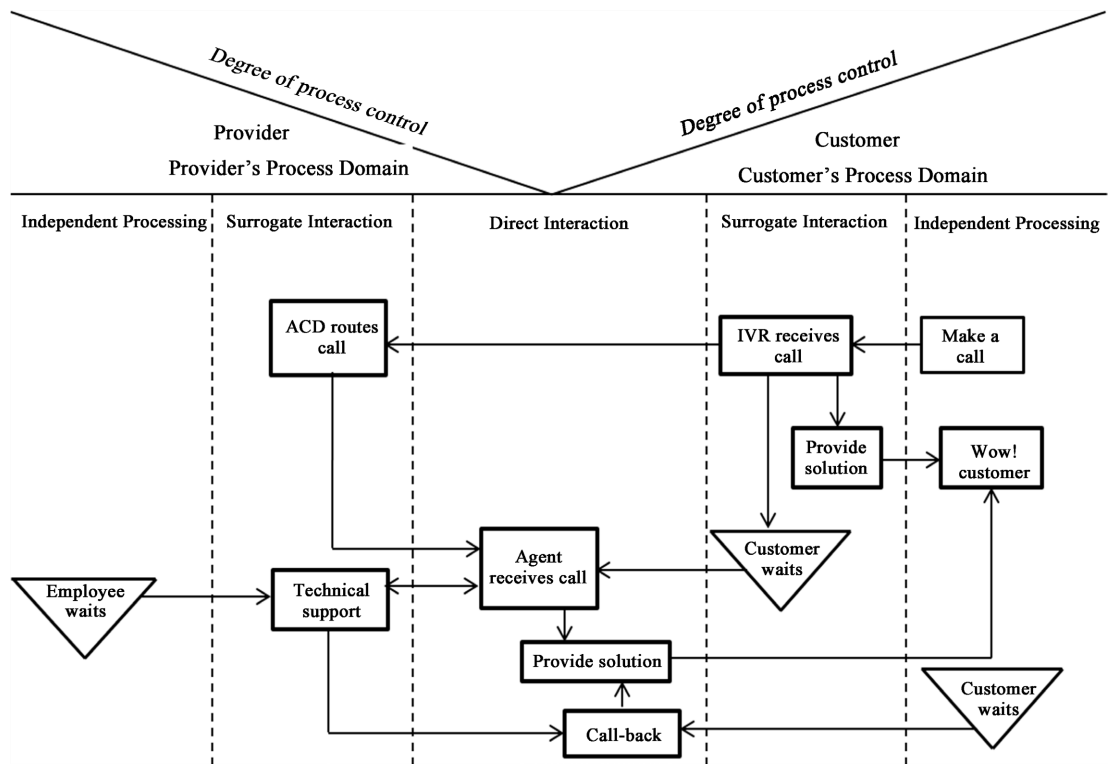 Degree of process control
Degree of process control
Provider
Customer
Provider's Process Domain
Customer's Process Domain
Independent Processing
Surrogate Interaction
Direct Interaction
Surrogate Interaction
Independent Processing
ACD routes
call
IVR receives
call
Make a
call
Provide
solution
Wow!
customer
Agent
receives call
Customer
waits
Employee
waits
Technical
support
Provide solution
Customer
waits
Call-back